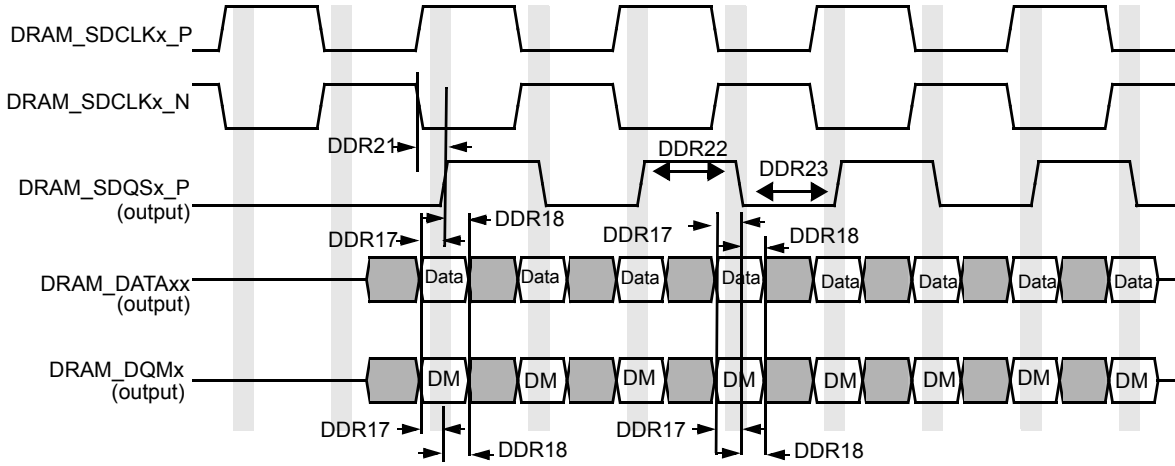 DRAM_SDCLKx_P
DRAM_SDCLKx_N
DDR21
DDR22
DDR23
DRAM_SDQSx_P
(output)
DDR17
DDR18
DDR17
DDR18
DRAM_DATAxx
(output)
Data Data Data Data Data Data Data Data
DRAM_DQMx
(output)
DM DM DM DM DM DM DM DM
DDR17
DDR18
DDR17
DDR18